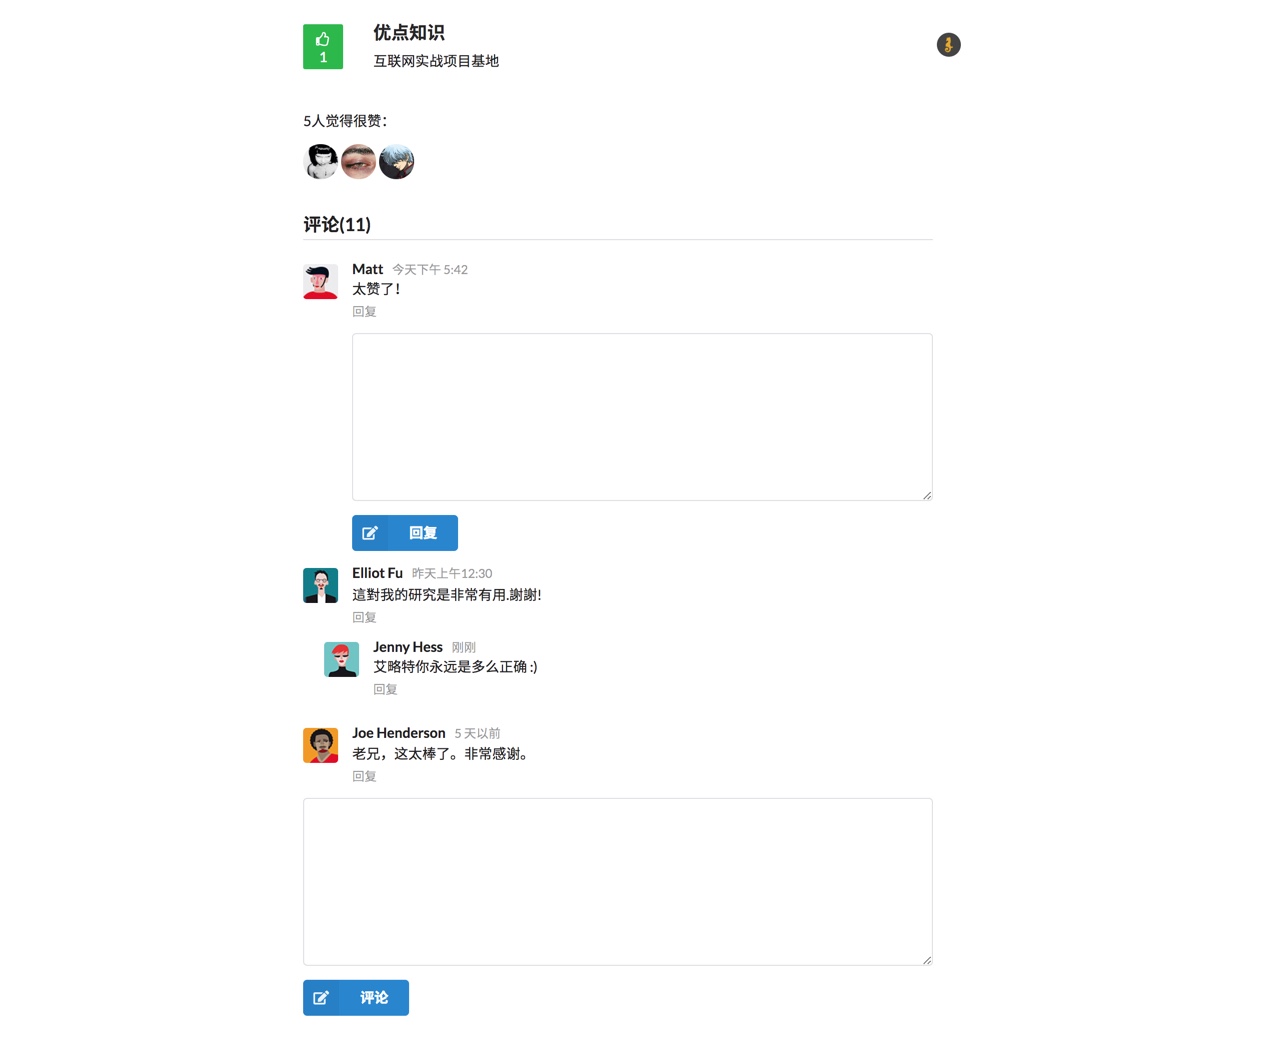 优点知识
1
互联网实战项目基地
5人觉得很赞：
评论(11)
Matt 今天下午 5:42
太赞了！
回复
回复
Elliot Fu 昨天上午12:30
這對我的研究是非常有用.謝謝!
回复
Jenny Hess 刚刚
艾略特你永远是多么正确 :)
回复
Joe Henderson 5 天以前
老兄，这太棒了。非常感谢。
回复
评论